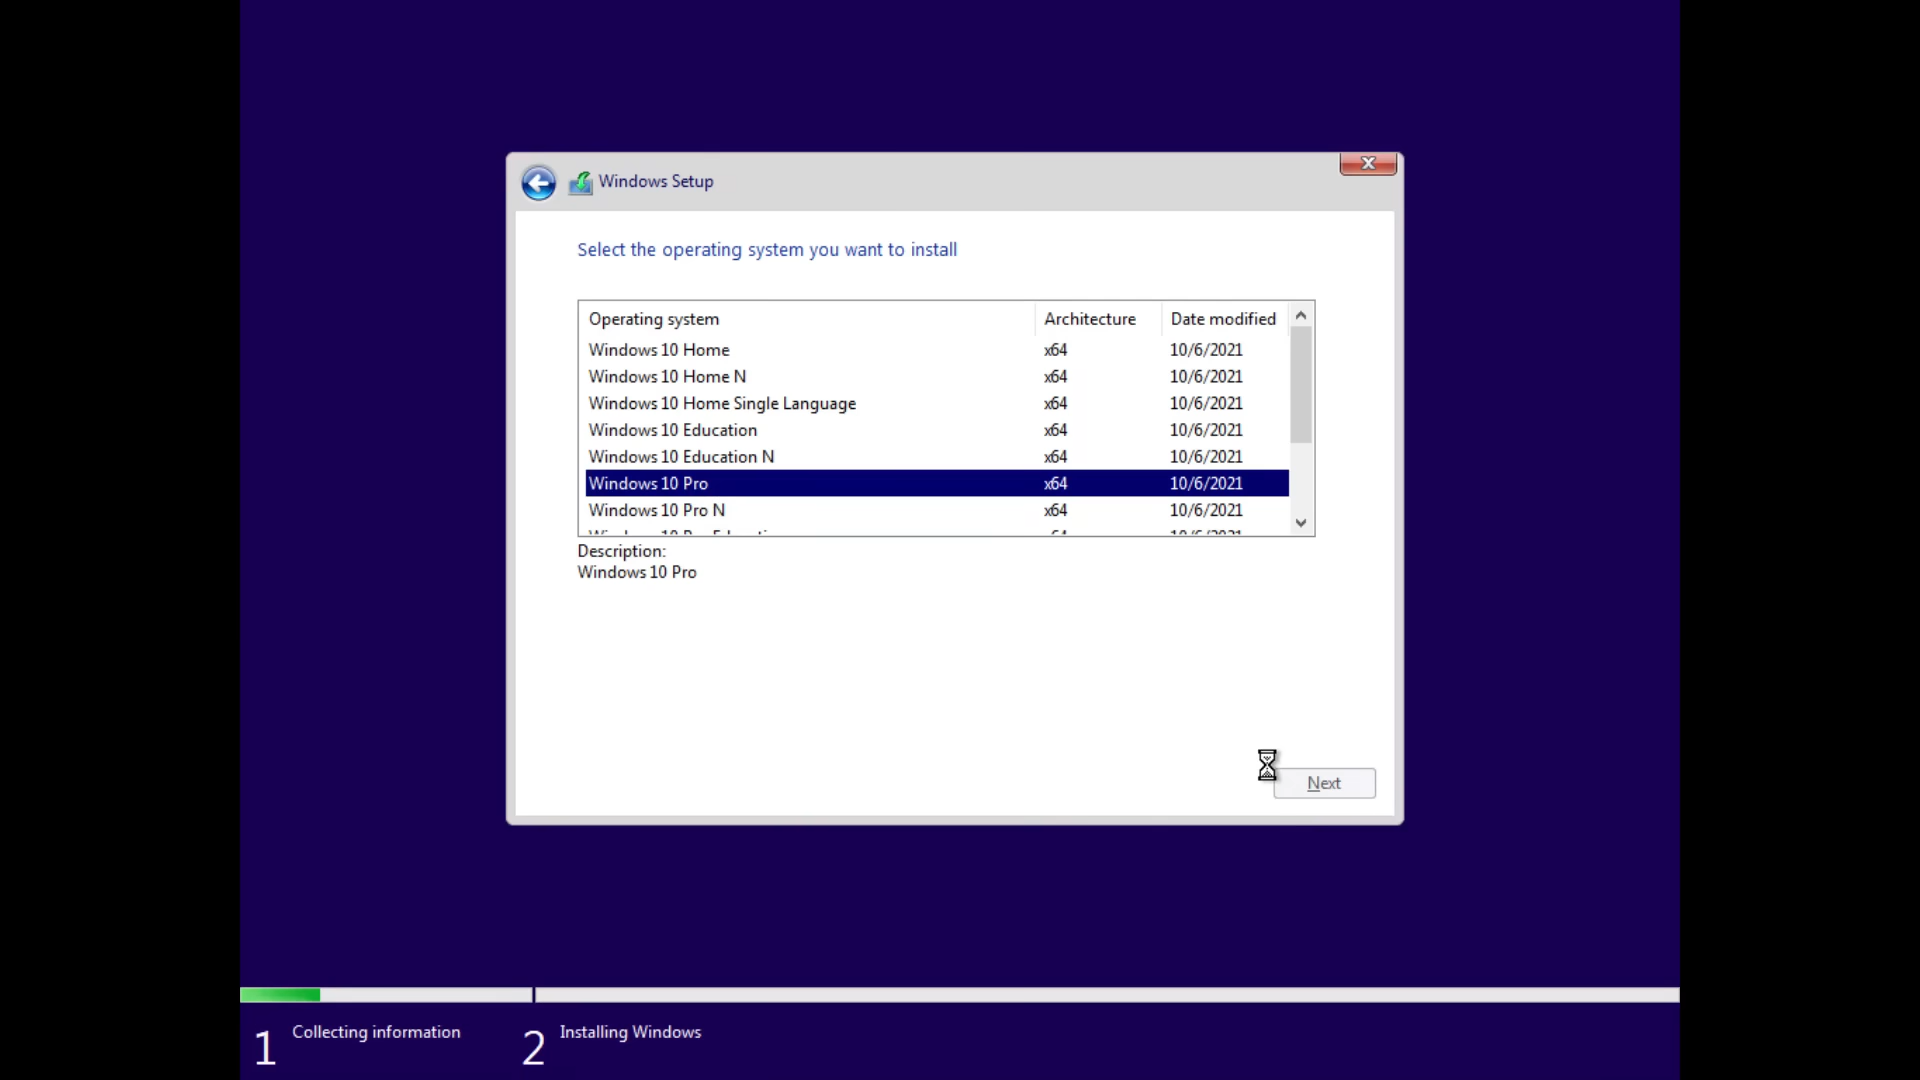 Windows Setup
Select the operating system you want to install
Operating system Architecture Date modified
Windows 10 Home x64 10/6/2021
Windows 10 Home N x64 10/6/2021
Windows 10 Home Single Language x64 10/6/2021
Windows 10 Education x64 10/6/2021
Windows 10 Education N x64 10/6/2021
Windows 10 Pro x64 10/6/2021
Windows 10 Pro N x64 10/6/2021
Description:
Windows 10 Pro
Next
1 Collecting information 2 Installing Windows